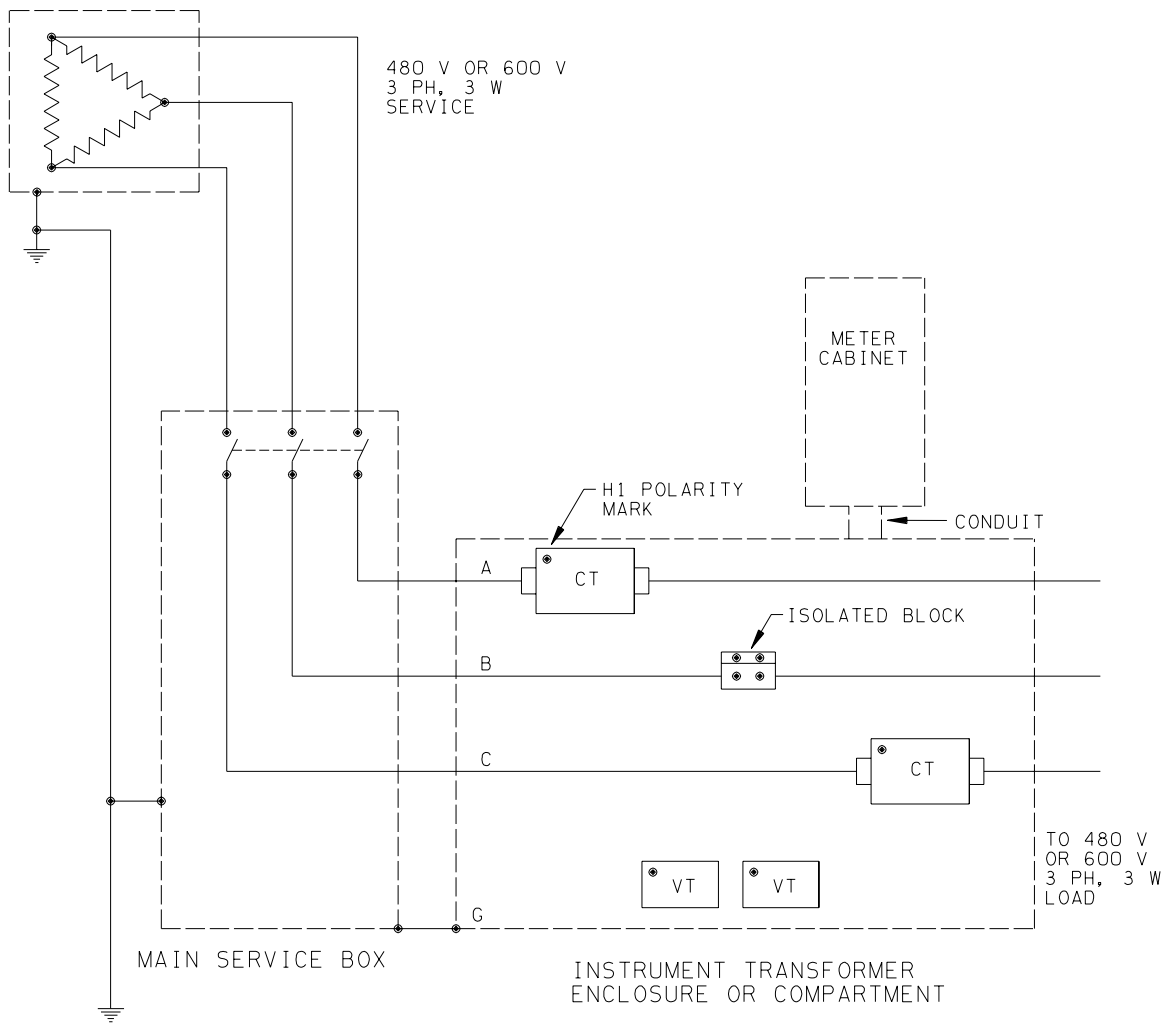 480 V OR 600 V
3 PH, 3 W
SERVICE
METER
CABINET
H1 POLARITY
MARK
CONDUIT
A
CT
ISOLATED BLOCK
B
C
CT
TO 480 V
OR 600 V
3 PH, 3 W
LOAD
VT
VT
G
MAIN SERVICE BOX
INSTRUMENT TRANSFORMER
ENCLOSURE OR COMPARTMENT